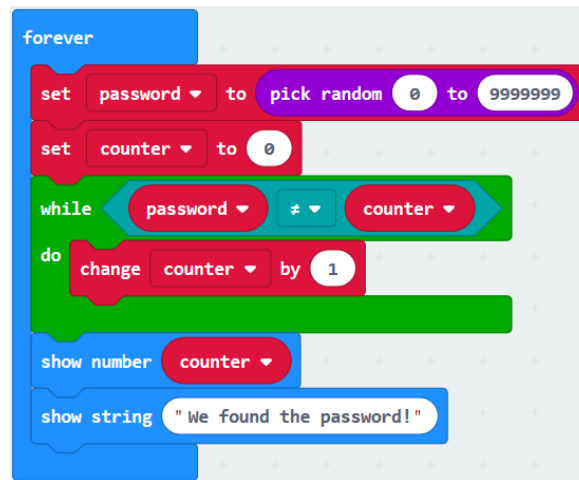 forever
set password to pick random 0 to 9999999
set counter to 0
while password ≠ counter
do change counter by 1
show number counter
show string "We found the password!"